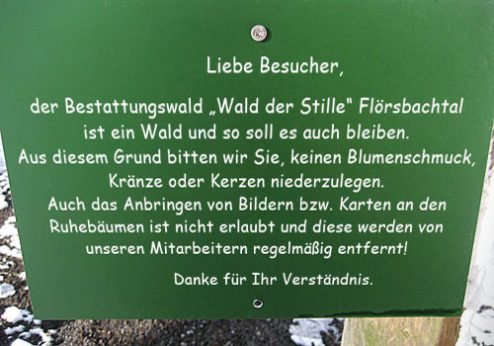 Liebe Besucher,
der Bestattungswald „Wald der Stille“ Flörsbachtal
ist ein Wald und so soll es auch bleiben.
Aus diesem Grund bitten wir Sie, keinen Blumenschmuck,
Kränze oder Kerzen niederzulegen.
Auch das Anbringen von Bildern bzw. Karten an den
Ruhebäumen ist nicht erlaubt und diese werden von
unseren Mitarbeitern regelmäßig entfernt!
Danke für Ihr Verständnis.